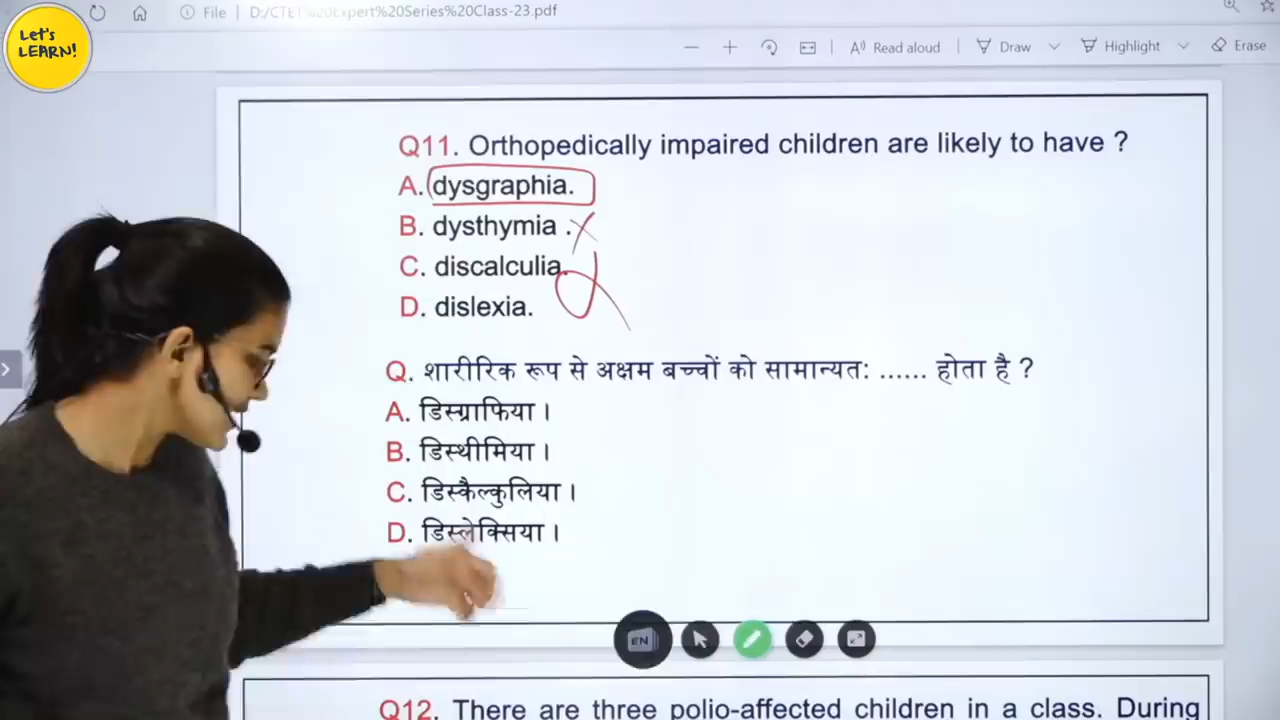 Let's
LEARN!
File | D:/CTET%20Expert%20Series%20Class-23.pdf
Read aloud | Draw Highlight Erase
Q11. Orthopedically impaired children are likely to have ?
A. dysgraphia.
B. dysthymia .
C. discalculia.
D. dislexia.
Q. शारीरिक रूप से अक्षम बच्चों को सामान्यत: ...... होता है ?
A. डिस्ग्राफिया ।
B. डिस्थीमिया ।
C. डिस्कैल्कुलिया ।
D. डिस्लेक्सिया ।
EN
Q12. There are three polio-affected children in a class. During